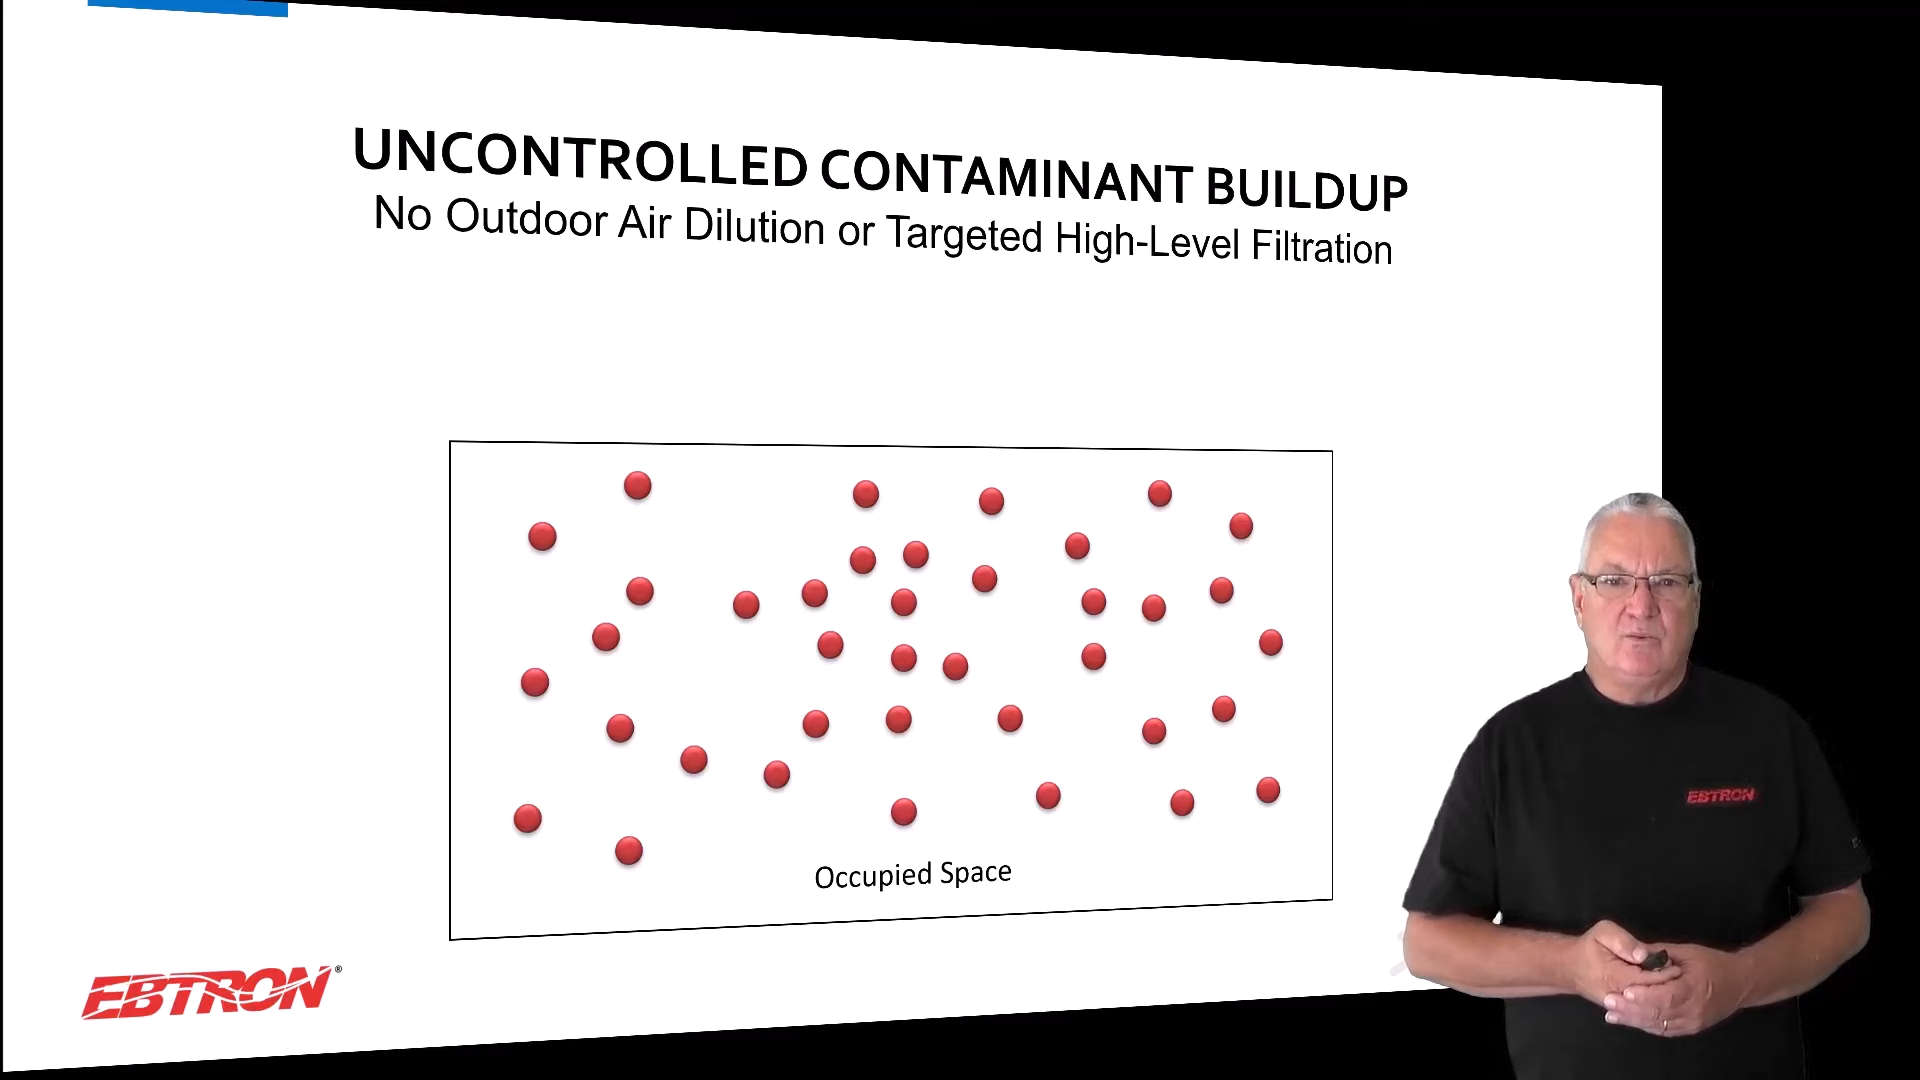 UNCONTROLLED CONTAMINANT BUILDUP
No Outdoor Air Dilution or Targeted High-Level Filtration
Occupied Space
EBTRON
EBTRON®